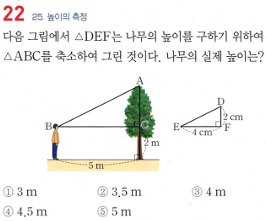 22 25. 높이의 측정
다음 그림에서 △DEF는 나무의 높이를 구하기 위하여
△ABC를 축소하여 그린 것이다. 나무의 실제 높이는?
A
D
B
C
2 cm
E
F
4 cm
2 m
5 m
① 3 m ② 3.5 m ③ 4 m
④ 4.5 m ⑤ 5 m